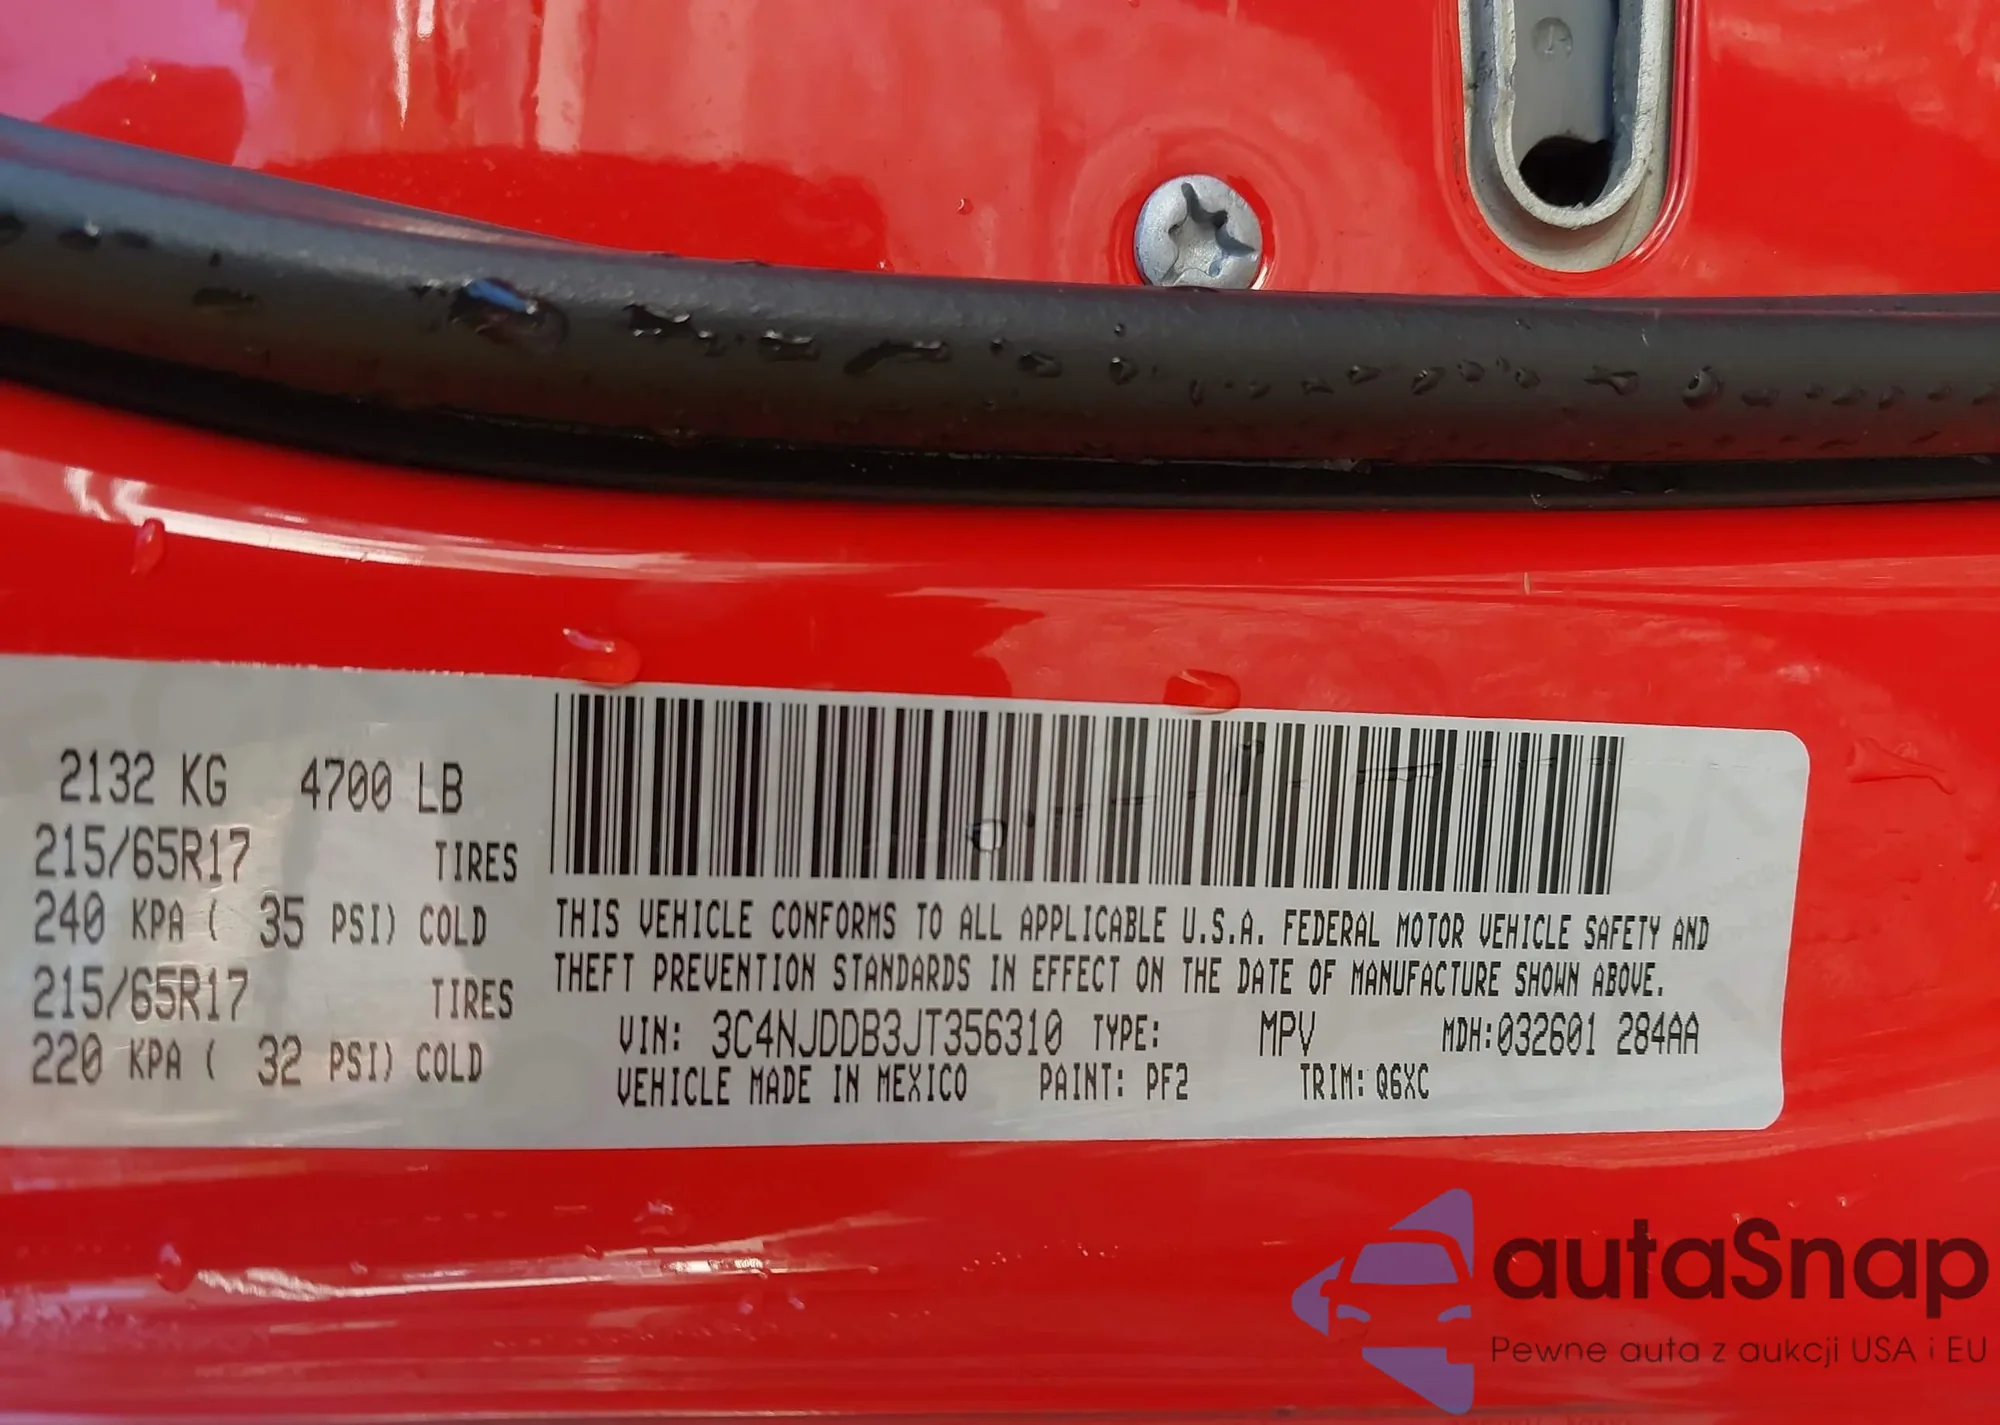 2132 KG 4700 LB
215/65R17 TIRES
240 KPA ( 35 PSI) COLD
215/65R17 TIRES
220 KPA ( 32 PSI) COLD
THIS VEHICLE CONFORMS TO ALL APPLICABLE U.S.A. FEDERAL MOTOR VEHICLE SAFETY AND
THEFT PREVENTION STANDARDS IN EFFECT ON THE DATE OF MANUFACTURE SHOWN ABOVE.
VIN: 3C4NJDDB3JT356310 TYPE: MPV MDH:032601 284AA
VEHICLE MADE IN MEXICO PAINT: PF2 TRIM: Q6XC
autaSnap
Pewne auta z aukcji USA i EU